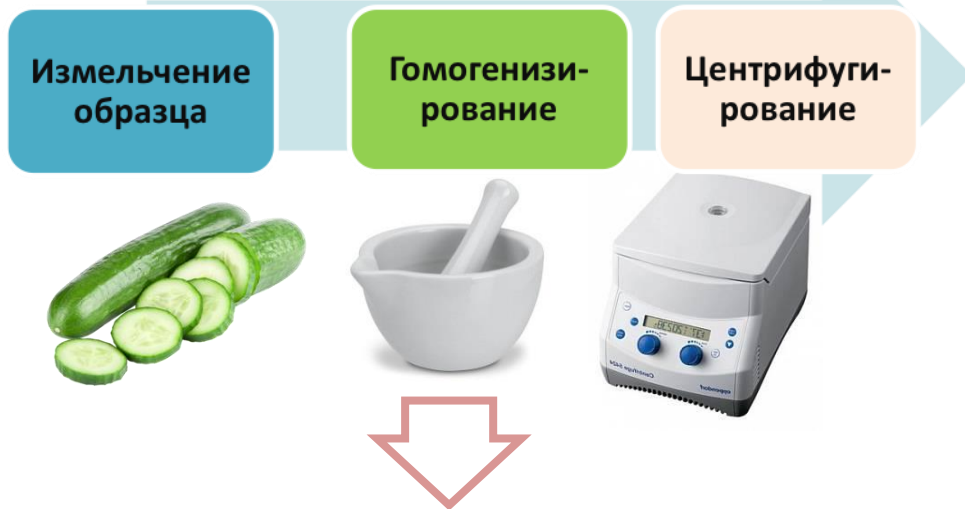 Измельчение
образца
Гомогенизи-
рование
Центрифуги-
рование